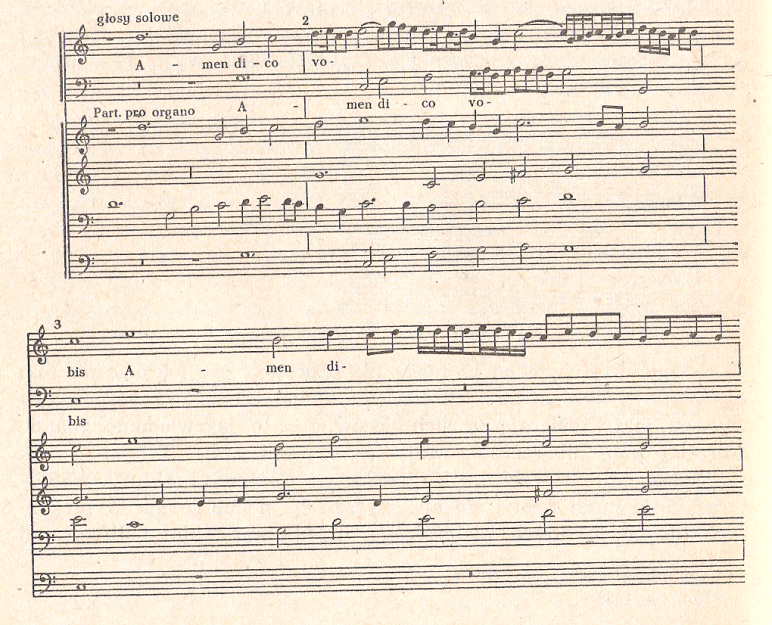 głosy solowe
2
A - men di - co vo -
A - men di - co vo -
Part. pro organo
3
bis A - men di -
bis